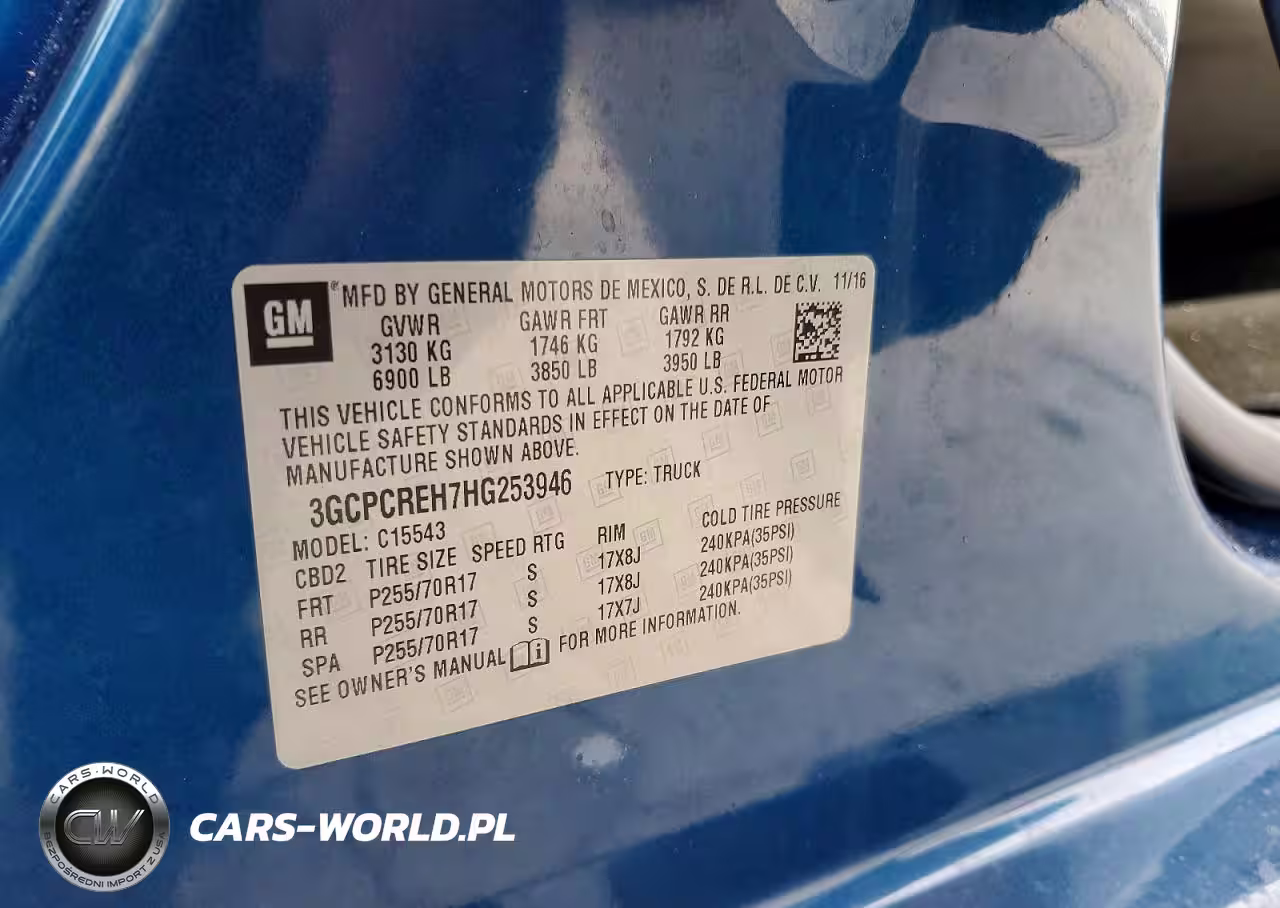 GM
® MFD BY GENERAL MOTORS DE MEXICO, S. DE R.L. DE C.V. 11/16
GVWR GAWR FRT GAWR RR
3130 KG 1746 KG 1792 KG
6900 LB 3850 LB 3950 LB
THIS VEHICLE CONFORMS TO ALL APPLICABLE U.S. FEDERAL MOTOR
VEHICLE SAFETY STANDARDS IN EFFECT ON THE DATE OF
MANUFACTURE SHOWN ABOVE.
3GCPCREH7HG253946 TYPE: TRUCK
MODEL: C15543
CBD2 TIRE SIZE SPEED RTG RIM COLD TIRE PRESSURE
FRT P255/70R17 S 17X8J 240KPA(35PSI)
RR P255/70R17 S 17X8J 240KPA(35PSI)
SPA P255/70R17 S 17X7J 240KPA(35PSI)
SEE OWNER'S MANUAL i FOR MORE INFORMATION.
CARS-WORLD
CW
BEZPOŚREDNI IMPORT Z USA
CARS-WORLD.PL